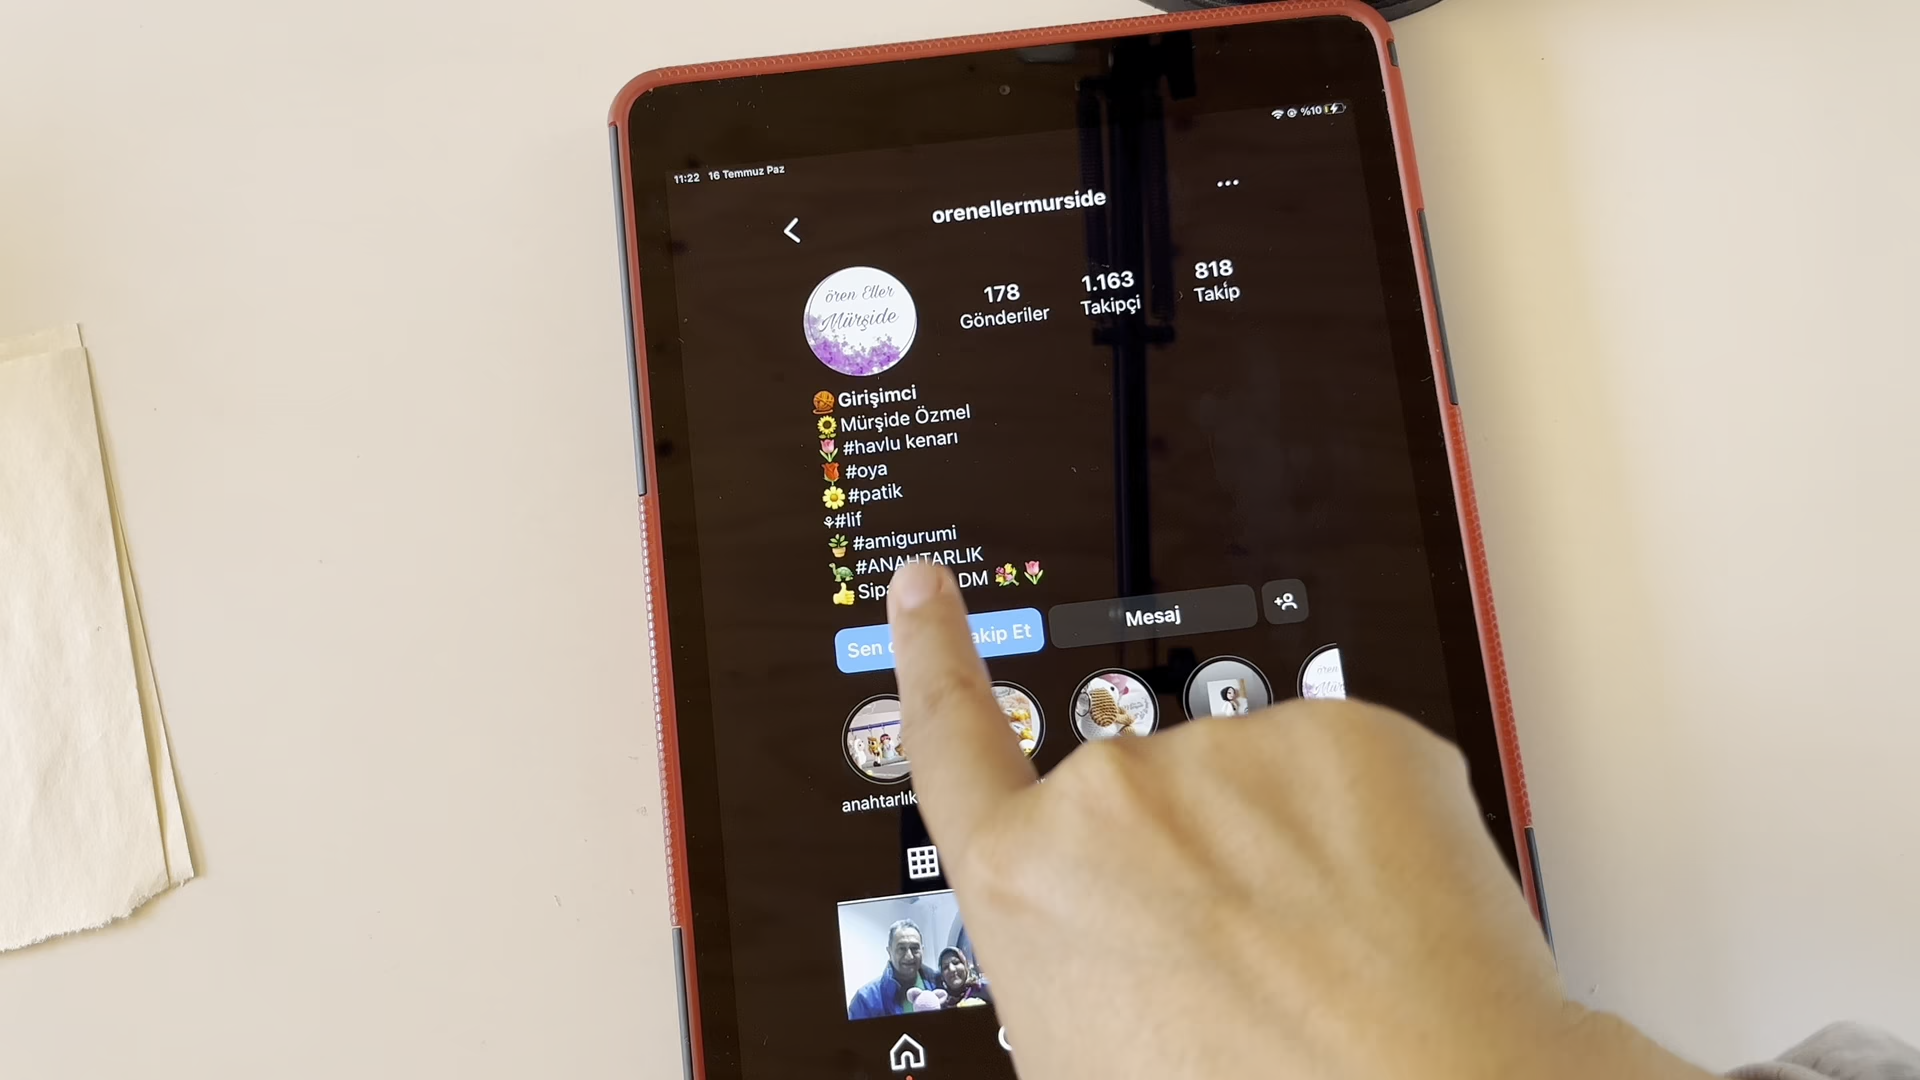 11:22 16 Temmuz Paz
%10
orenellermurside
ören Eller
Mürşide
178
Gönderiler
1.163
Takipçi
818
Takip
Girişimci
Mürşide Özmel
#havlu kenarı
#oya
#patik
#lif
#amigurumi
#ANAHTARLIK
DM
Sen Et
Mesaj
ören
anahtarlık